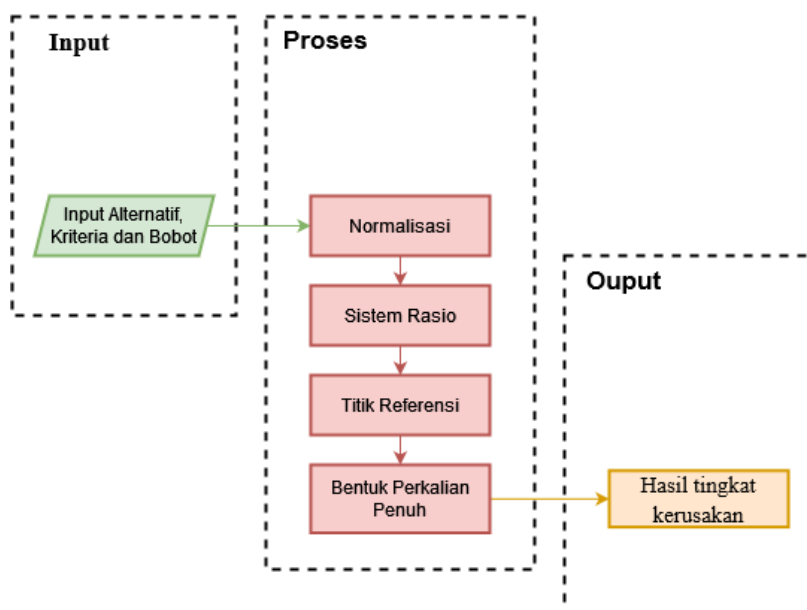 Input
Proses
Input Alternatif,
Kriteria dan Bobot
Normalisasi
Sistem Rasio
Titik Referensi
Bentuk Perkalian
Penuh
Ouput
Hasil tingkat
kerusakan